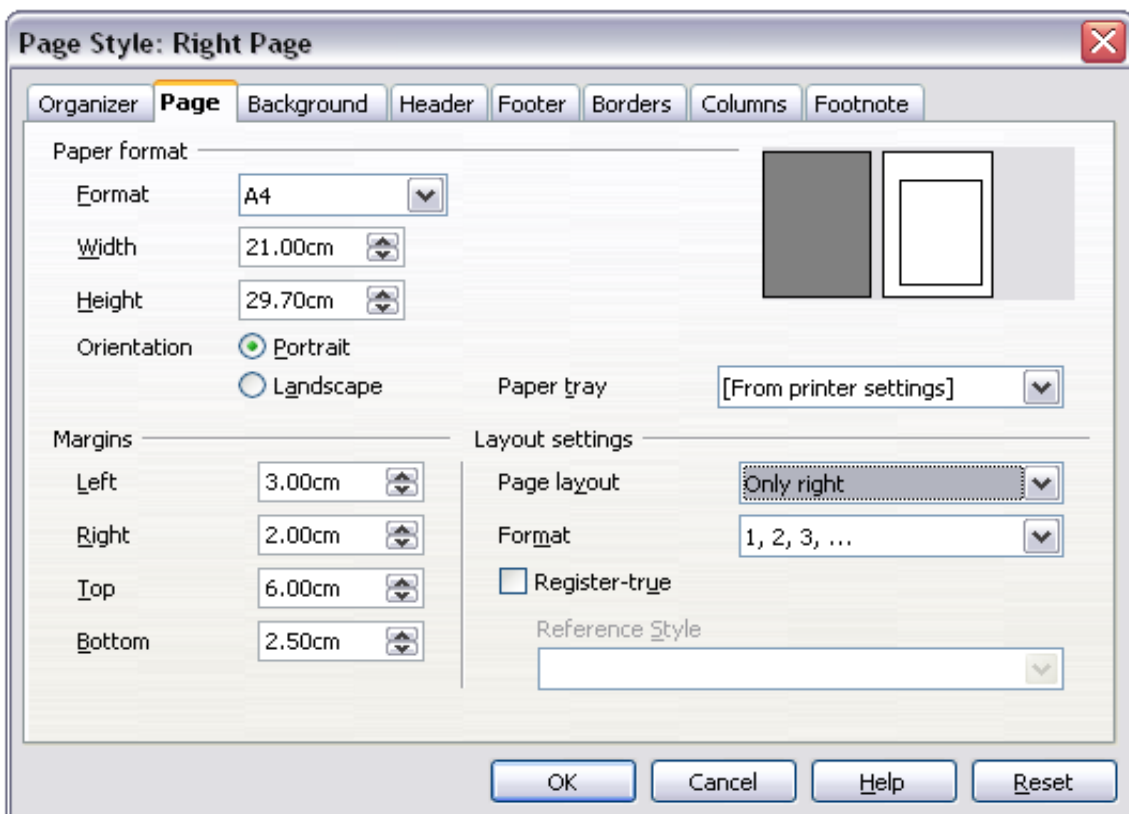 Page Style: Right Page
Organizer Page Background Header Footer Borders Columns Footnote
Paper format
Format A4
Width 21.00cm
Height 29.70cm
Orientation Portrait
Landscape Paper tray [From printer settings]
Margins Layout settings
Left 3.00cm Page layout Only right
Right 2.00cm Format 1, 2, 3, ...
Top 6.00cm Register-true
Bottom 2.50cm Reference Style
OK Cancel Help Reset